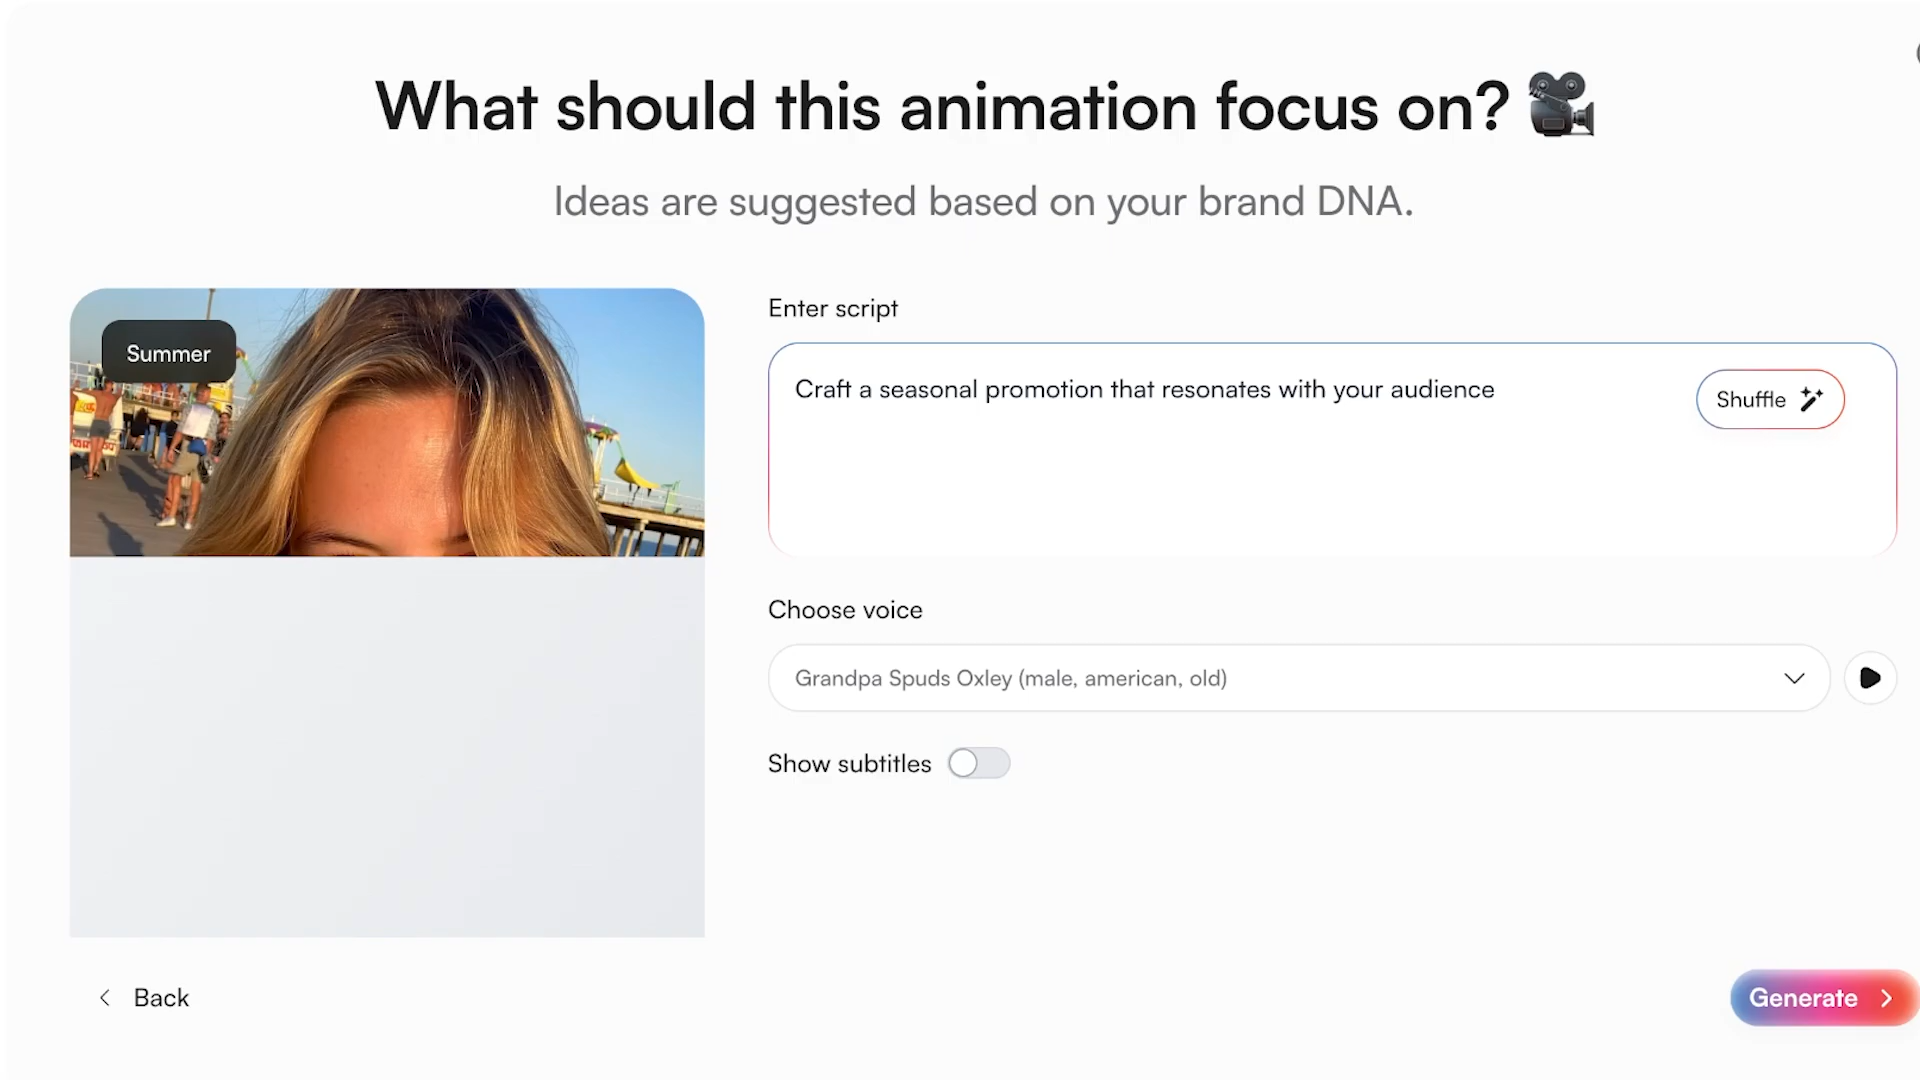 What should this animation focus on?
Ideas are suggested based on your brand DNA.
Summer
Enter script
Craft a seasonal promotion that resonates with your audience
Shuffle
Choose voice
Grandpa Spuds Oxley (male, american, old)
Show subtitles
Back
Generate